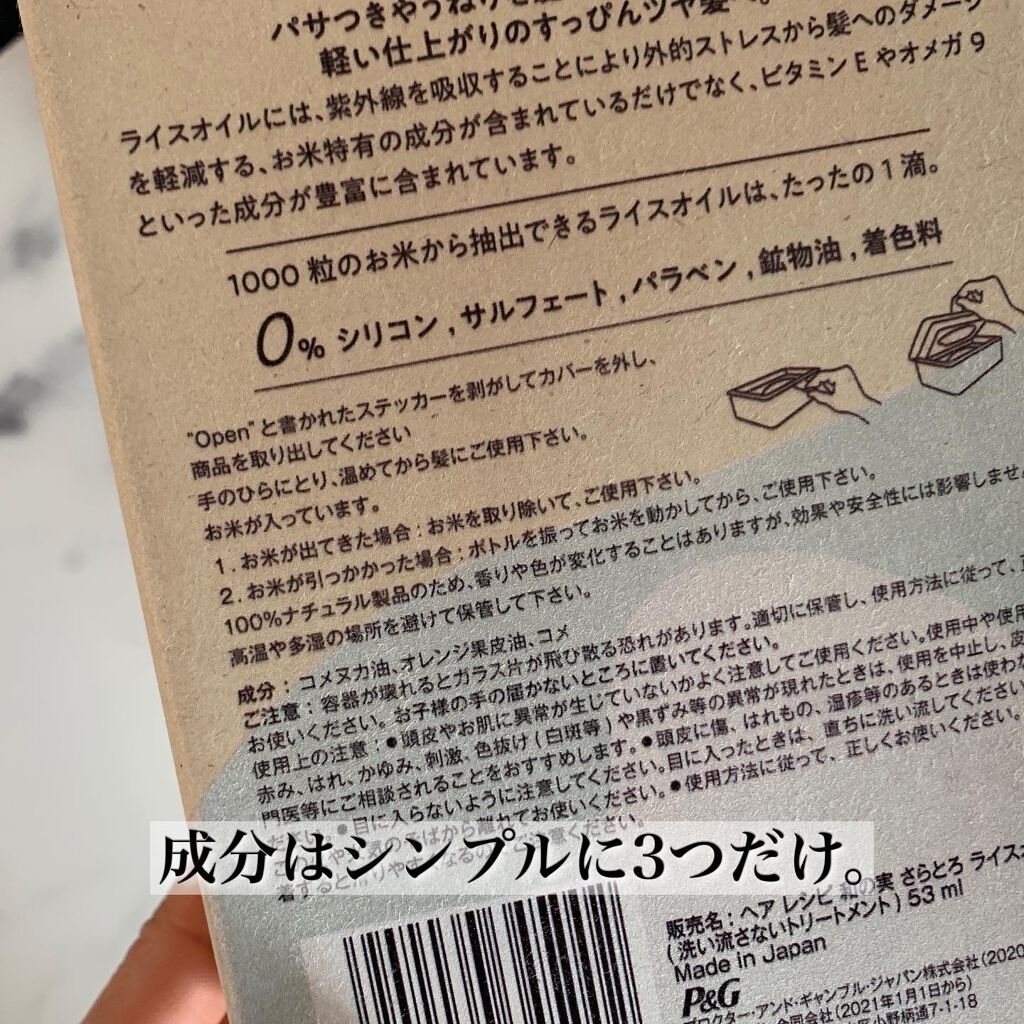 パサつきやうねりを
軽い仕上がりのすっぴんツヤ髪へ。
ライスオイルには、紫外線を吸収することにより外的ストレスから髪へのダメージ
を軽減する、お米特有の成分が含まれているだけでなく、ビタミンEやオメガ9
といった成分が豊富に含まれています。
1000粒のお米から抽出できるライスオイルは、たったの1滴。
0% シリコン , サルフェート , パラベン , 鉱物油 , 着色料
"Open"と書かれたステッカーを剥がしてカバーを外し、
商品を取り出してください
手のひらにとり、温めてから髪にご使用下さい。
お米が入っています。
1. お米が出てきた場合 : お米を取り除いて、ご使用下さい。
2. お米が引っかかった場合 : ボトルを振ってお米を動かしてから、ご使用下さい。
100%ナチュラル製品のため、香りや色が変化することはありますが、効果や安全性には影響しません
高温や多湿の場所を避けて保管して下さい。
成分 : コメヌカ油、オレンジ果皮油、コメ
ご注意 : 容器が壊れるとガラス片が飛び散る恐れがあります。適切に保管し、使用方法に従って、
お使いください。お子様の手の届かないところに置いてください。
使用上の注意 : ●頭皮やお肌に異常が生じていないかよく注意してご使用ください。使用中や使用
赤み、はれ、かゆみ、刺激、色抜け(白斑等)や黒ずみ等の異常が現れたときは、使用を中止し、皮
門医等にご相談されることをおすすめします。●頭皮に傷、はれもの、湿疹等のあるときは使わな
●目に入らないように注意してください。目に入ったときは、直ちに洗い流してください
から離れてお使いください。●使用方法に従って、正しくお使いください。
成分はシンプルに3つだけ。
販売名 : ヘア レシピ 和の実 さらとろ ライスオ
(洗い流さないトリートメント) 53 ml
Made in Japan
P&G
プロクター・アンド・ギャンブル・ジャパン株式会社(2020
合同会社(2021年1月1日から)
小野柄通7-1-18